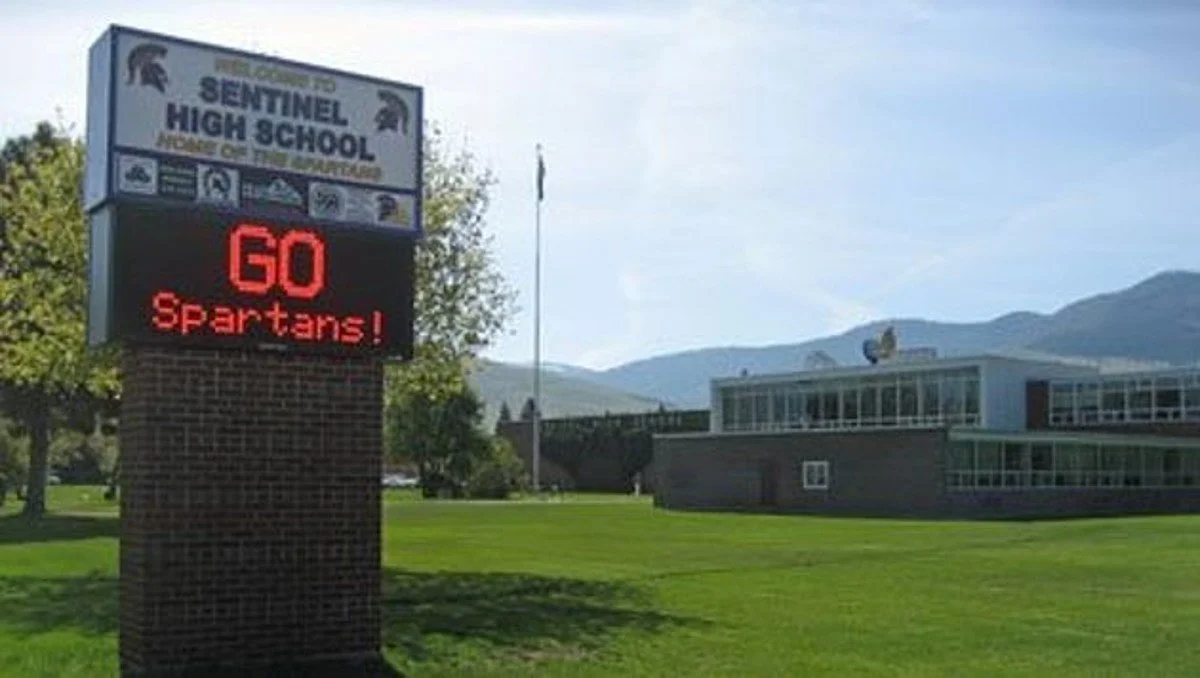 WELCOME TO
SENTINEL
HIGH SCHOOL
HOME OF THE SPARTANS
GO
Spartans!